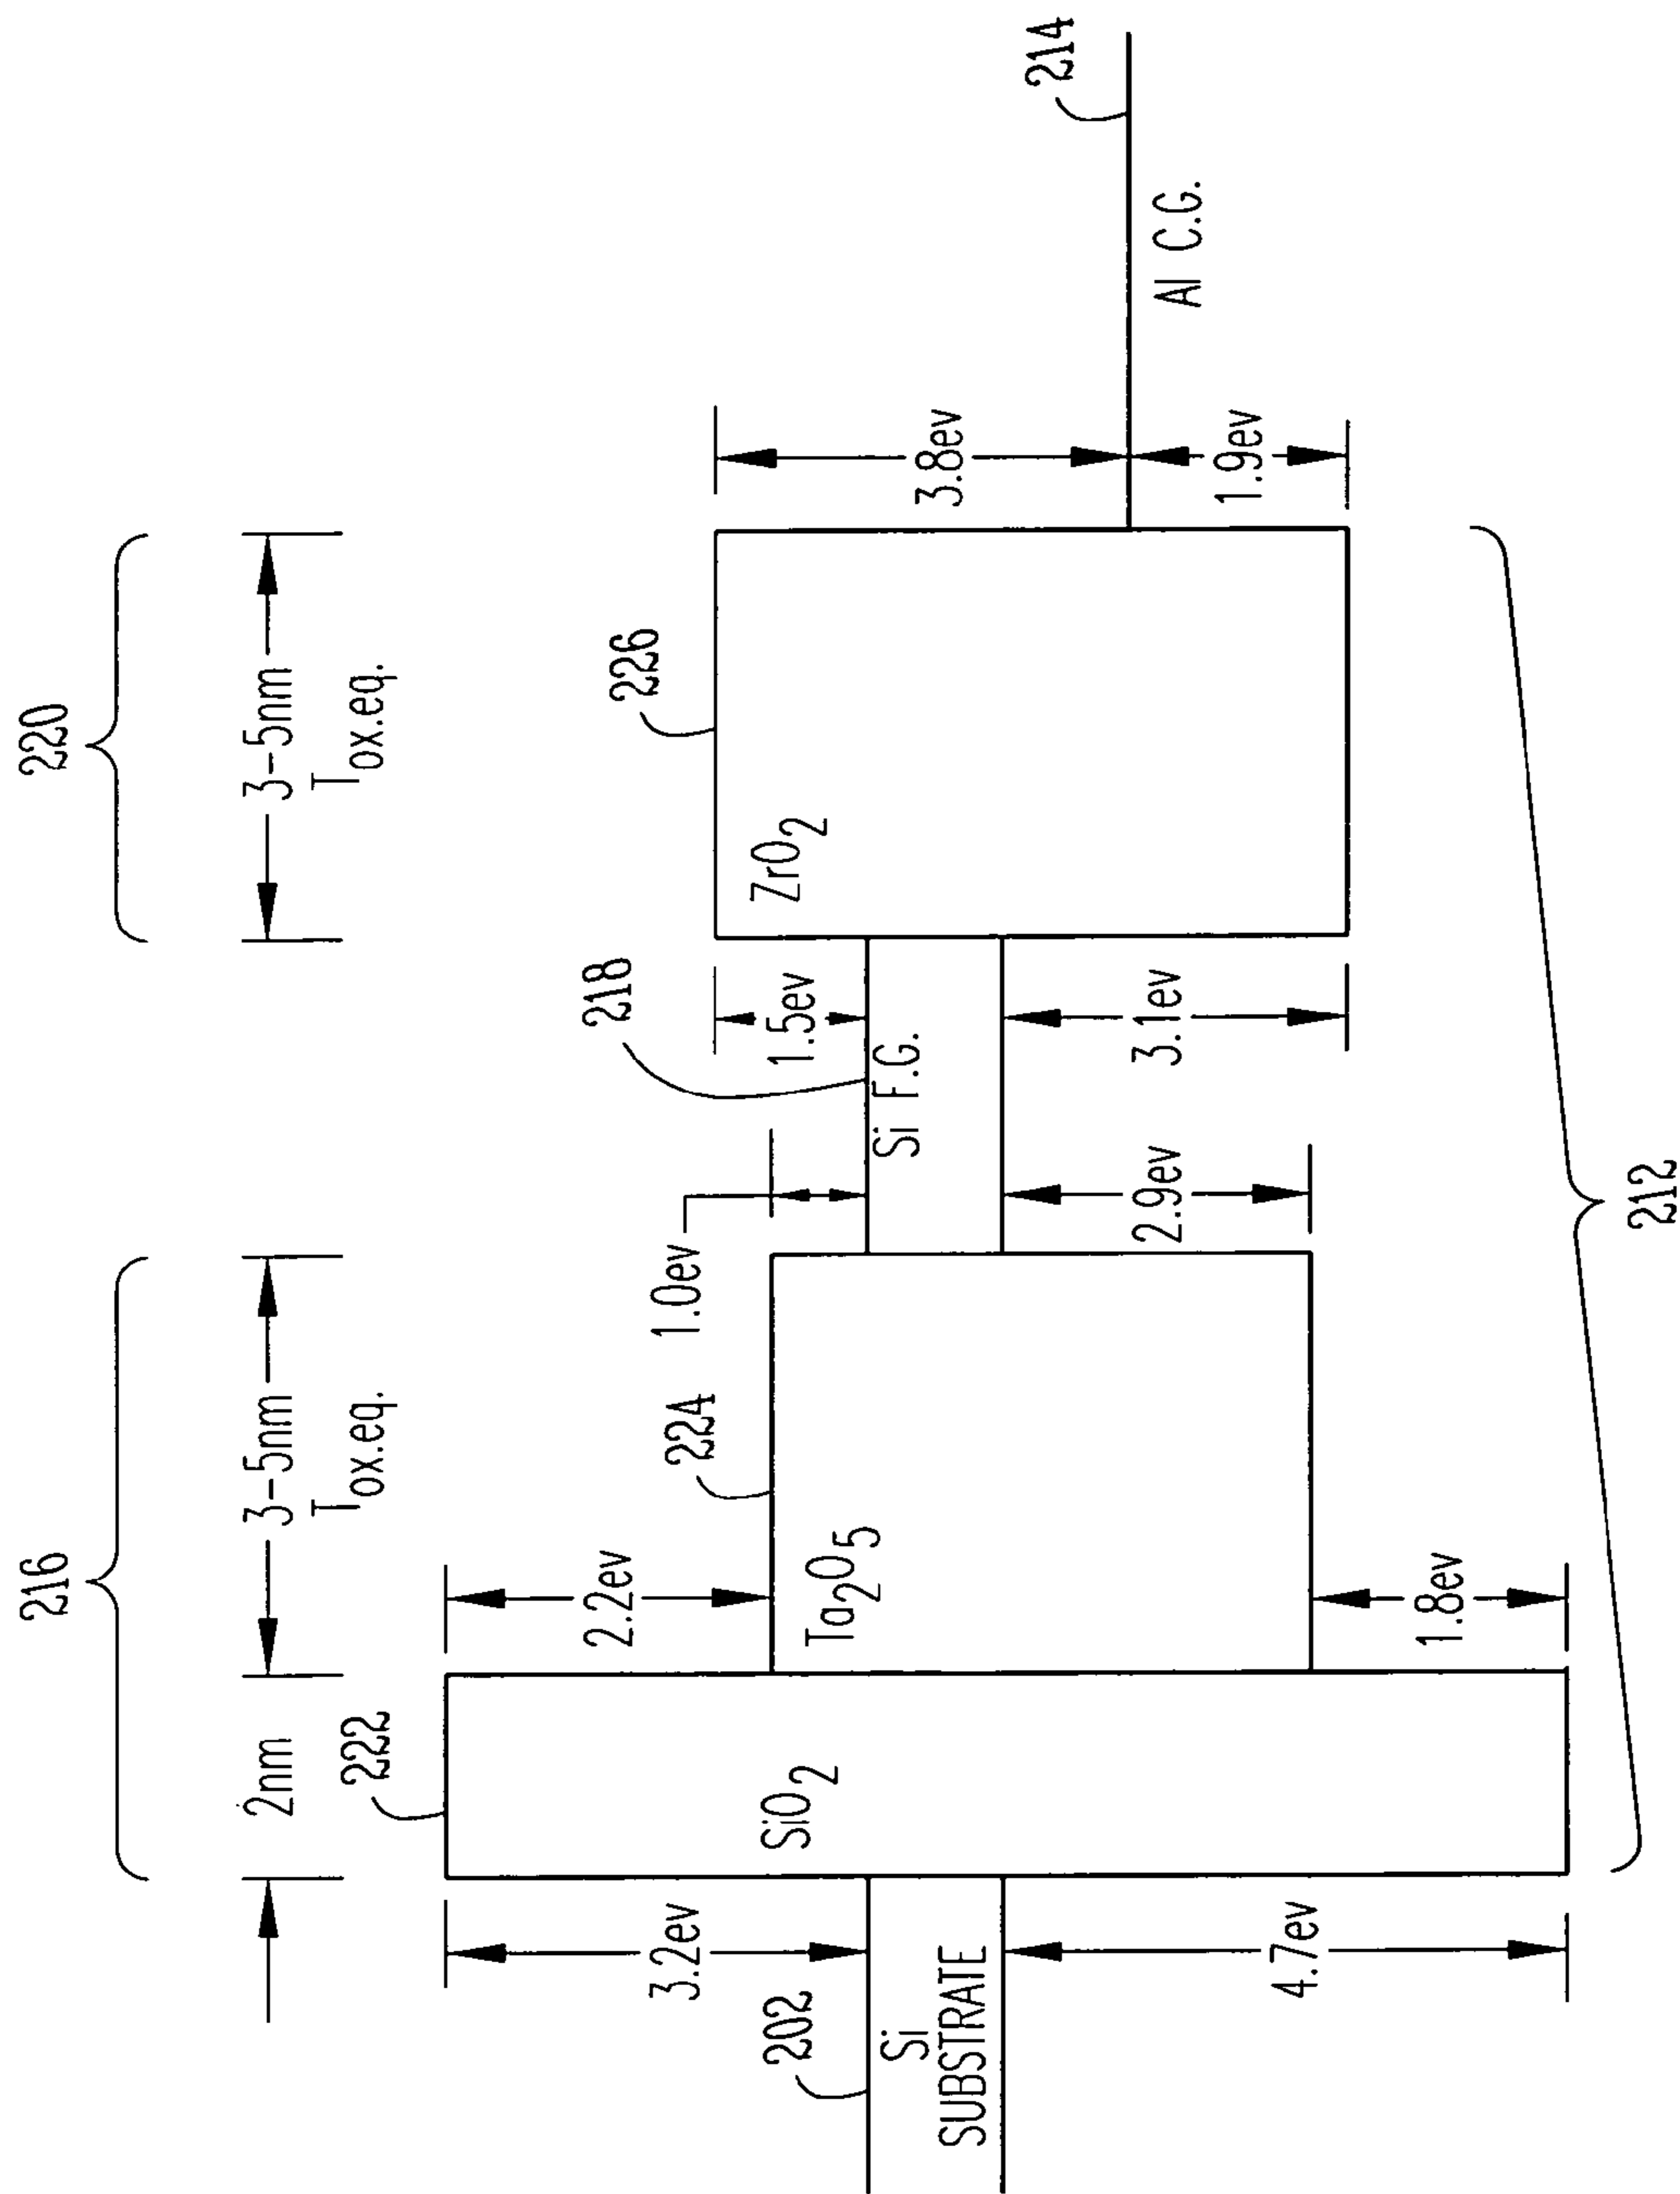 216
220
2nm
3-5nm
Tox.eq.
3-5nm
Tox.eq.
222
224
226
218
202
214
3.2ev
2.2ev
1.0ev
1.5ev
3.8ev
Si
SUBSTRATE
SiO2
Ta2O5
Si F.G.
ZrO2
Al C.G.
4.7ev
1.8ev
2.9ev
3.1ev
1.9ev
212